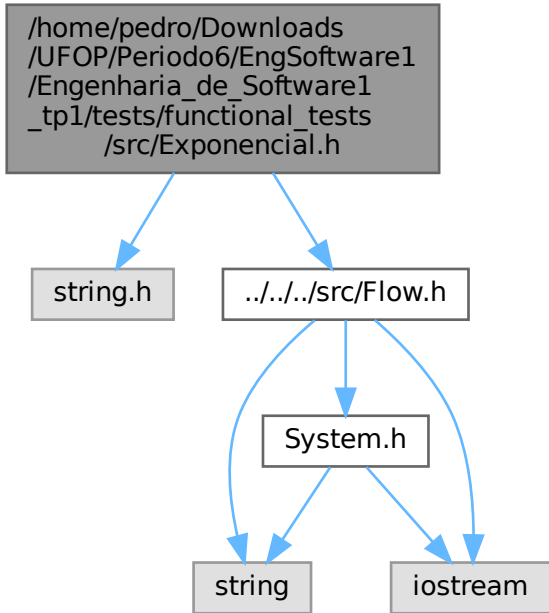 /home/pedro/Downloads
/UFOP/Periodo6/EngSoftware1
/Engenharia_de_Software1
_tp1/tests/functional_tests
/src/Exponencial.h
string.h
../../../src/Flow.h
System.h
string
iostream